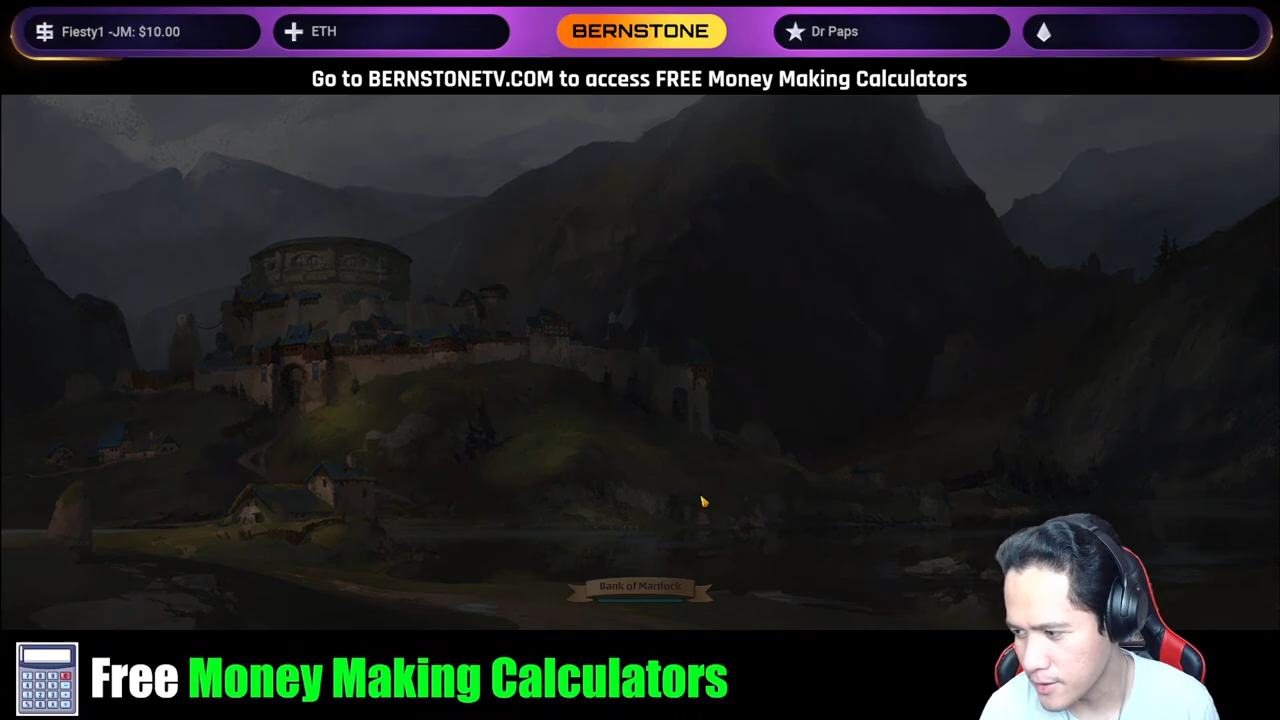 Fiesty1 -JM: $10.00
ETH
BERNSTONE
Dr Paps
Go to BERNSTONETV.COM to access FREE Money Making Calculators
Bank of Martlock
Free Money Making Calculators